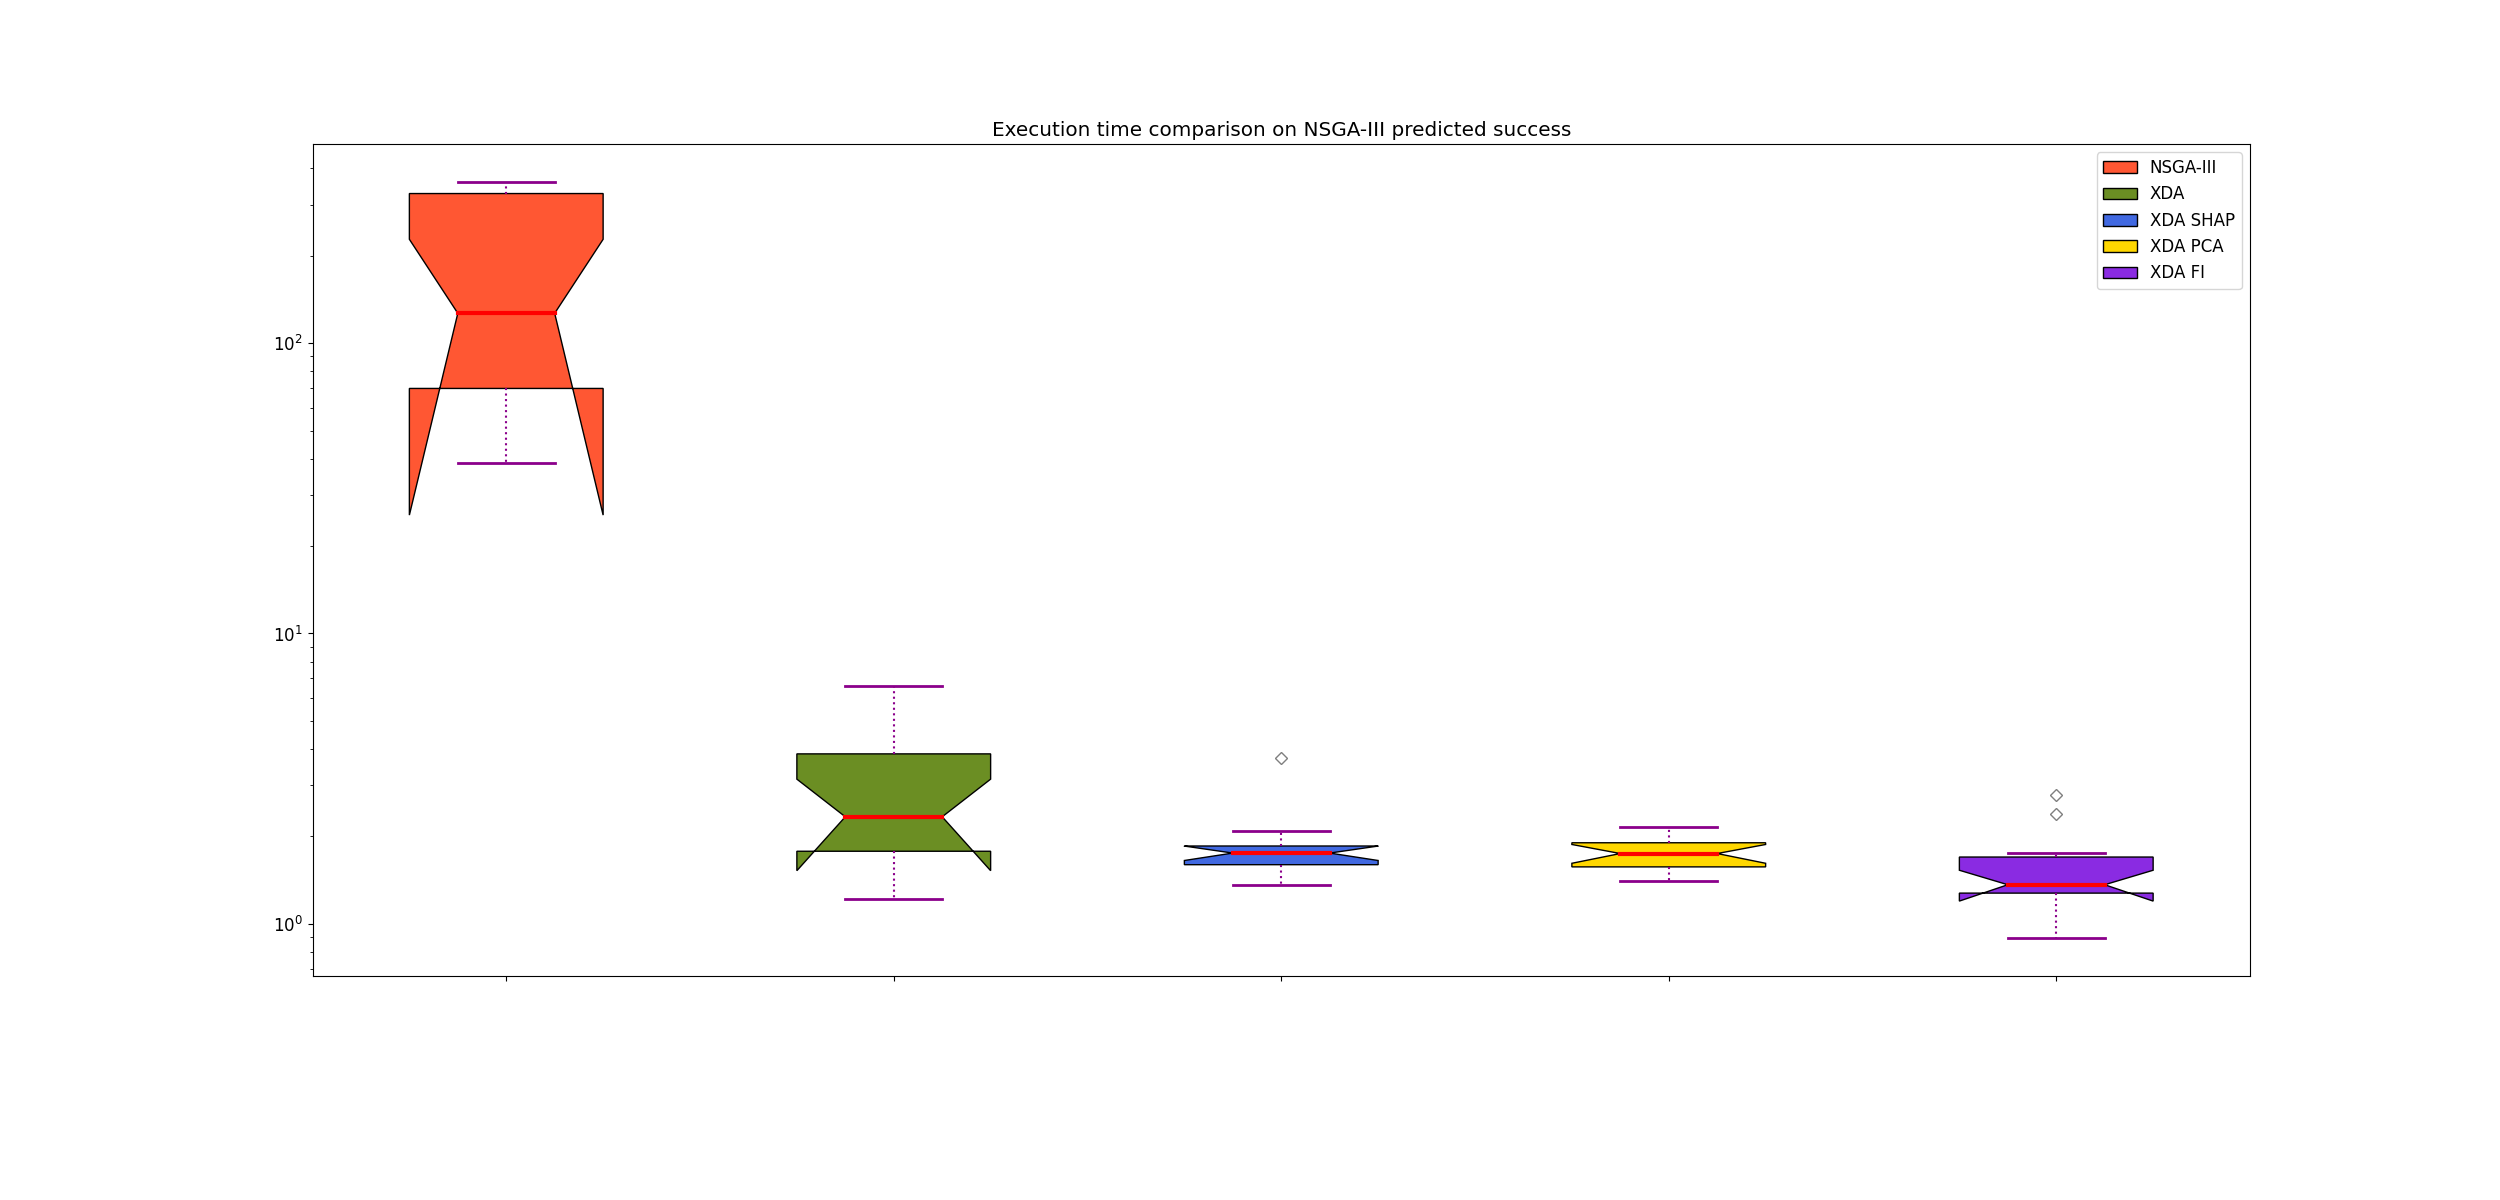 Execution time comparison on NSGA-III predicted success
NSGA-III
XDA
XDA SHAP
XDA PCA
XDA FI
10²
10¹
10⁰